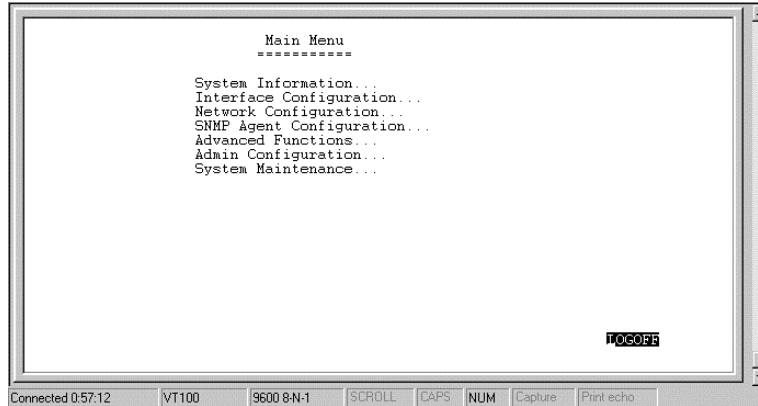 Main Menu
===========
System Information...
Interface Configuration...
Network Configuration...
SNMP Agent Configuration...
Advanced Functions...
Admin Configuration...
System Maintenance...
LOGOFF
Connected 0:57:12 VT100 9600 8-N-1 SCROLL CAPS NUM Capture Print echo